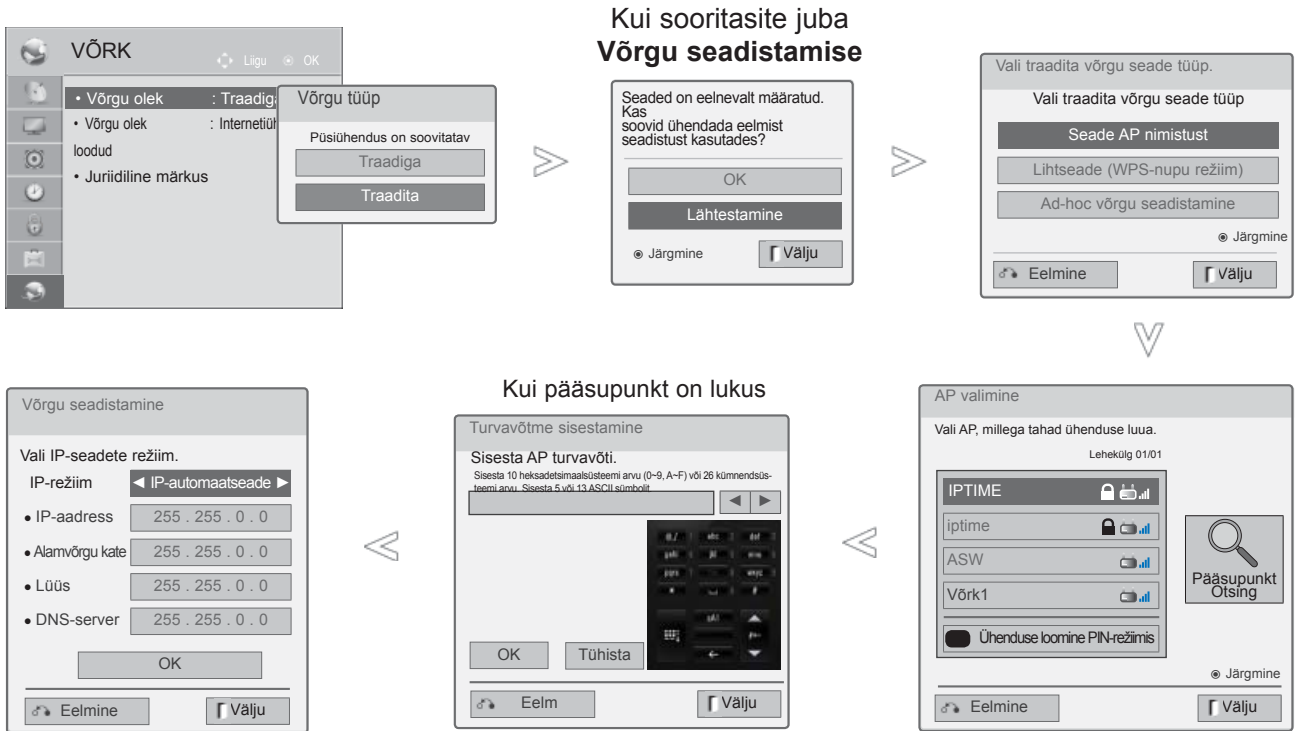 VÕRK
Liigu OK
• Võrgu olek : Traadiga
• Võrgu olek : Internetiüh
loodud
• Juriidiline märkus
Võrgu tüüp
Püsiühendus on soovitatav
Traadiga
Traadita
Kui sooritasite juba
Võrgu seadistamise
Seaded on eelnevalt määratud.
Kas
soovid ühendada eelmist
seadistust kasutades?
OK
Lähtestamine
Järgmine
Välju
Vali traadita võrgu seade tüüp.
Vali traadita võrgu seade tüüp
Seade AP nimistust
Lihtseade (WPS-nupu režiim)
Ad-hoc võrgu seadistamine
Järgmine
Eelmine
Välju
AP valimine
Vali AP, millega tahad ühenduse luua.
Lehekülg 01/01
IPTIME
iptime
ASW
Võrk1
Ühenduse loomine PIN-režiimis
Pääsupunkt
Otsing
Järgmine
Eelmine
Välju
Kui pääsupunkt on lukus
Turvavõtme sisestamine
Sisesta AP turvavõti.
Sisesta 10 heksadetsimaalsüsteemi arvu (0~9, A~F) või 26 kümnendsüs-
teemi arvu. Sisesta 5 või 13 ASCII sümbolit.
OK
Tühista
Eelm
Välju
Võrgu seadistamine
Vali IP-seadete režiim.
IP-režiim ◄ IP-automaatseade ►
• IP-aadress 255 . 255 . 0 . 0
• Alamvõrgu kate 255 . 255 . 0 . 0
• Lüüs 255 . 255 . 0 . 0
• DNS-server 255 . 255 . 0 . 0
OK
Eelmine
Välju